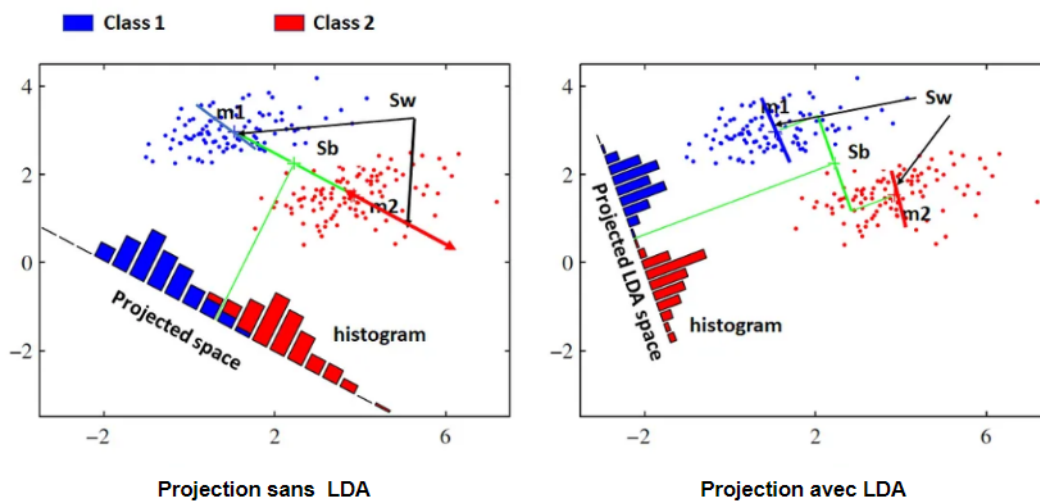 Class 1
Class 2
4
2
0
−2
−2
2
6
m1
Sw
Sb
m2
Projected space
histogram
Projection sans LDA
4
2
0
−2
−2
2
6
m1
Sw
Sb
m2
Projected LDA space
histogram
Projection avec LDA